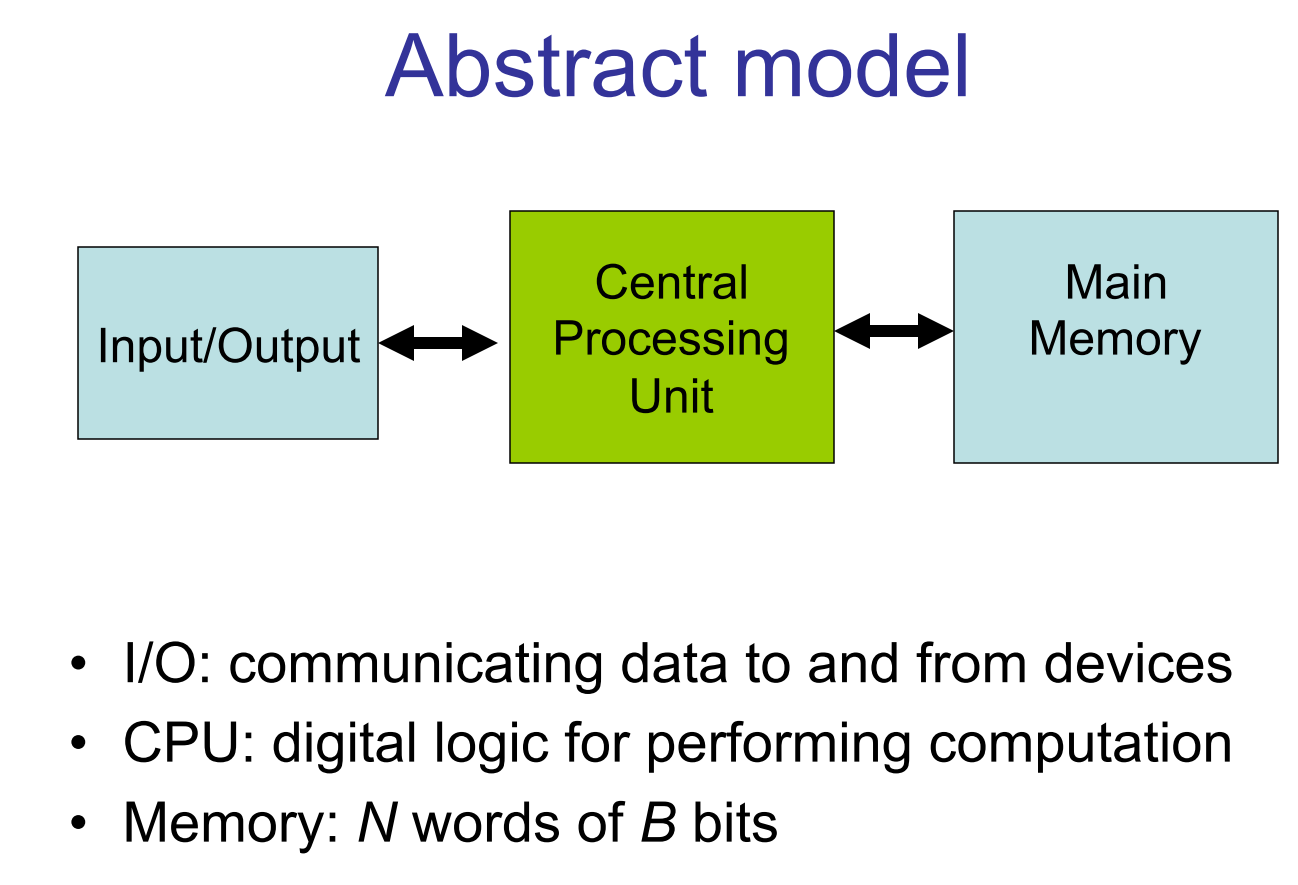 Abstract model
Input/Output
Central
Processing
Unit
Main
Memory
• I/O: communicating data to and from devices
• CPU: digital logic for performing computation
• Memory: N words of B bits